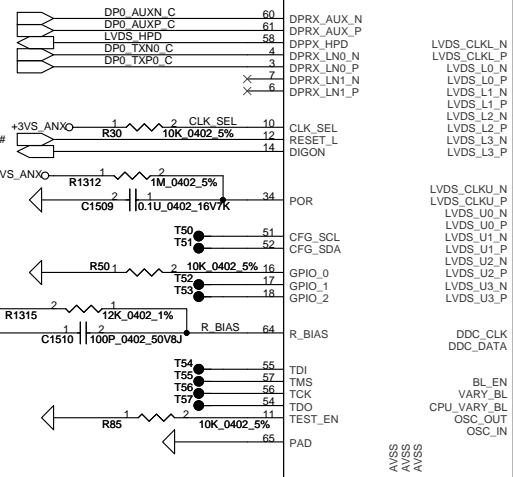 DP0_AUXN_C 60 DPRX_AUX_N
DP0_AUXP_C 61 DPRX_AUX_P
LVDS_HPD 58 DPPX_HPD LVDS_CLKL_N
DP0_TXN0_C 4 DPRX_LN0_N LVDS_CLKL_P
DP0_TXP0_C 3 DPRX_LN0_P LVDS_L0_N
7 DPRX_LN1_N LVDS_L0_P
6 DPRX_LN1_P LVDS_L1_N
LVDS_L1_P
LVDS_L2_N
+3VS_ANX 1 2 CLK_SEL 10 CLK_SEL LVDS_L2_P
# R30 10K_0402_5% 12 RESET_L LVDS_L3_N
14 DIGON LVDS_L3_P
VS_ANX 1 2
R1312 1M_0402_5%
LVDS_CLKU_N
2 1 34 POR LVDS_CLKU_P
C1509 0.1U_0402_16V7K LVDS_U0_N
LVDS_U0_P
T50 51 CFG_SCL LVDS_U1_N
T51 52 CFG_SDA LVDS_U1_P
LVDS_U2_N
R50 1 2 10K_0402_5% 16 GPIO_0 LVDS_U2_P
T52 17 GPIO_1 LVDS_U3_N
T53 18 GPIO_2 LVDS_U3_P
2 1
R1315 12K_0402_1%
1 2 R_BIAS 64 R_BIAS DDC_CLK
C1510 100P_0402_50V8J DDC_DATA
T54 55 TDI
T55 57 TMS BL_EN
T56 56 TCK VARY_BL
T57 54 TDO CPU_VARY_BL
1 2 11 TEST_EN OSC_OUT
R85 10K_0402_5% OSC_IN
65 PAD
AVSS
AVSS
AVSS